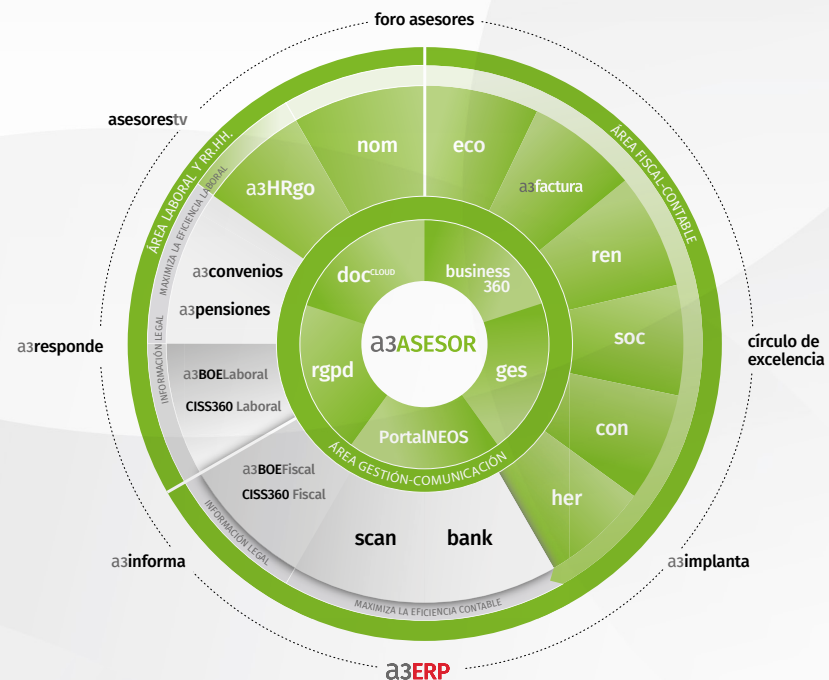 foro asesores
asesorestv
ÁREA LABORAL Y RR.HH.
ÁREA FISCAL-CONTABLE
nom
eco
a3HRgo
a3factura
MAXIMIZA LA EFICIENCIA LABORAL
a3convenios
a3pensiones
docCLOUD
business
360
ren
a3responde
INFORMACIÓN LEGAL
a3BOELaboral
CISS360 Laboral
rgpd
a3ASESOR
ges
soc
círculo de
excelencia
PortalNEOS
con
ÁREA GESTIÓN-COMUNICACIÓN
a3BOEFiscal
CISS360 Fiscal
her
INFORMACIÓN LEGAL
scan
bank
a3informa
a3implanta
MAXIMIZA LA EFICIENCIA CONTABLE
a3ERP